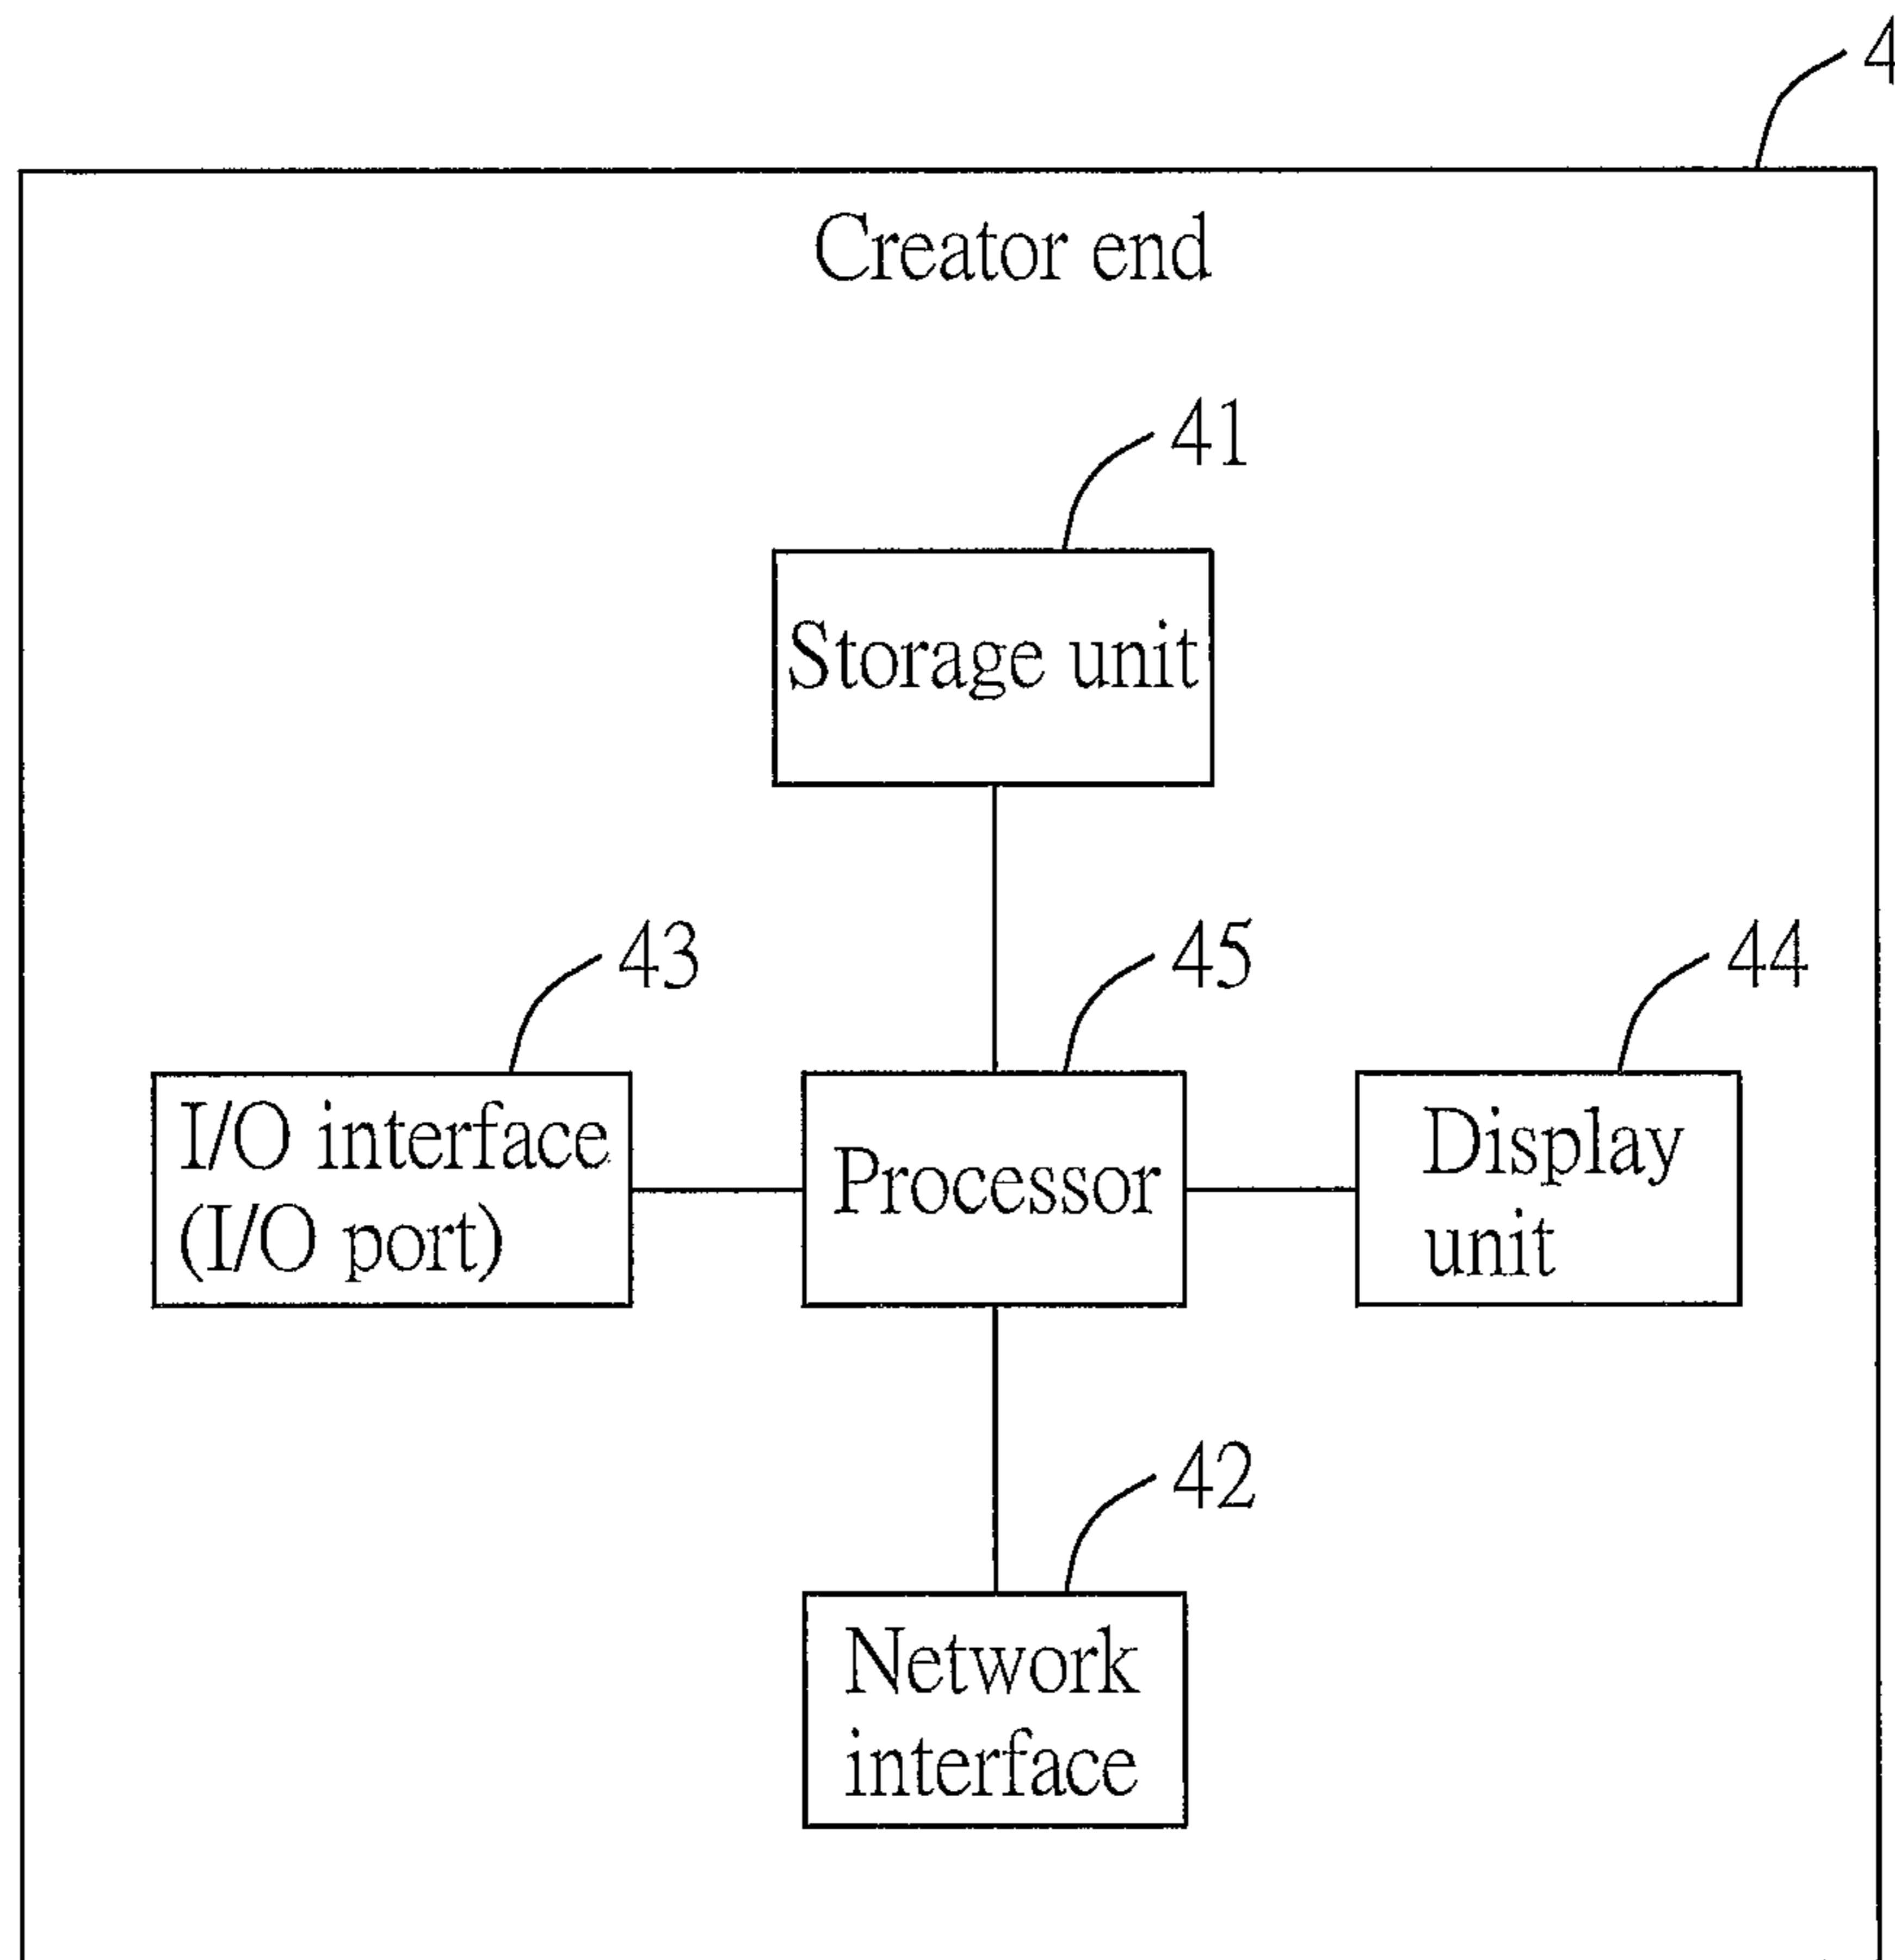 4
Creator end
41
Storage unit
43
45
44
I/O interface
(I/O port)
Processor
Display
unit
42
Network
interface